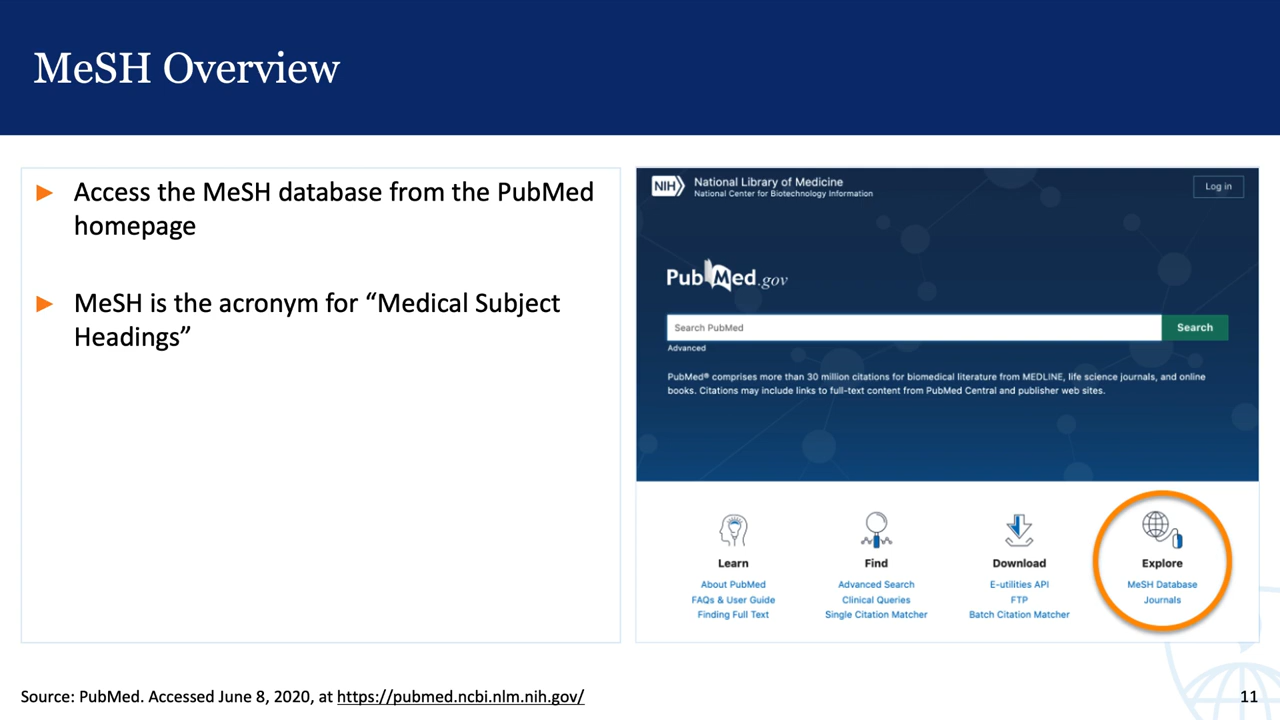 MeSH Overview
► Access the MeSH database from the PubMed
homepage
► MeSH is the acronym for “Medical Subject
Headings”
NIH
National Library of Medicine
National Center for Biotechnology Information
Log in
PubMed.gov
Search PubMed
Search
Advanced
PubMed® comprises more than 30 million citations for biomedical literature from MEDLINE, life science journals, and online
books. Citations may include links to full-text content from PubMed Central and publisher web sites.
Learn
About PubMed
FAQs & User Guide
Finding Full Text
Find
Advanced Search
Clinical Queries
Single Citation Matcher
Download
E-utilities API
FTP
Batch Citation Matcher
Explore
MeSH Database
Journals
Source: PubMed. Accessed June 8, 2020, at https://pubmed.ncbi.nlm.nih.gov/
11